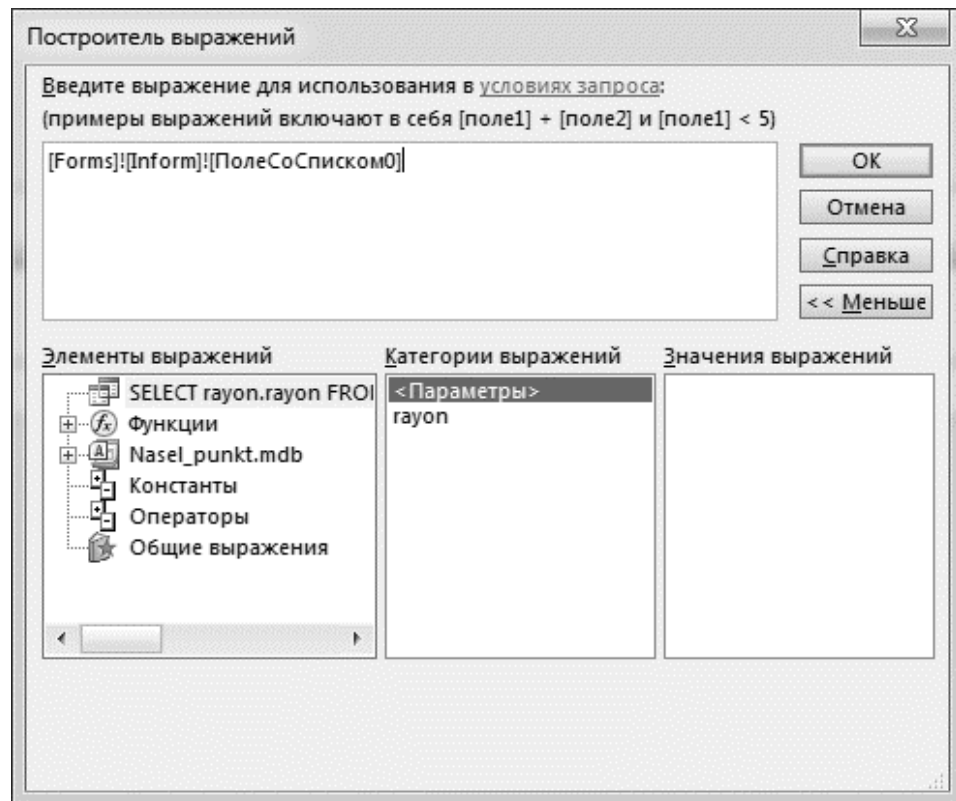 Построитель выражений
Введите выражение для использования в условиях запроса:
(примеры выражений включают в себя [поле1] + [поле2] и [поле1] < 5)
[Forms]![Inform]![ПолеСоСписком0]
ОК
Отмена
Справка
<< Меньше
Элементы выражений
Категории выражений
Значения выражений
SELECT rayon.rayon FROI
Функции
Nasel_punkt.mdb
Константы
Операторы
Общие выражения
<Параметры>
rayon